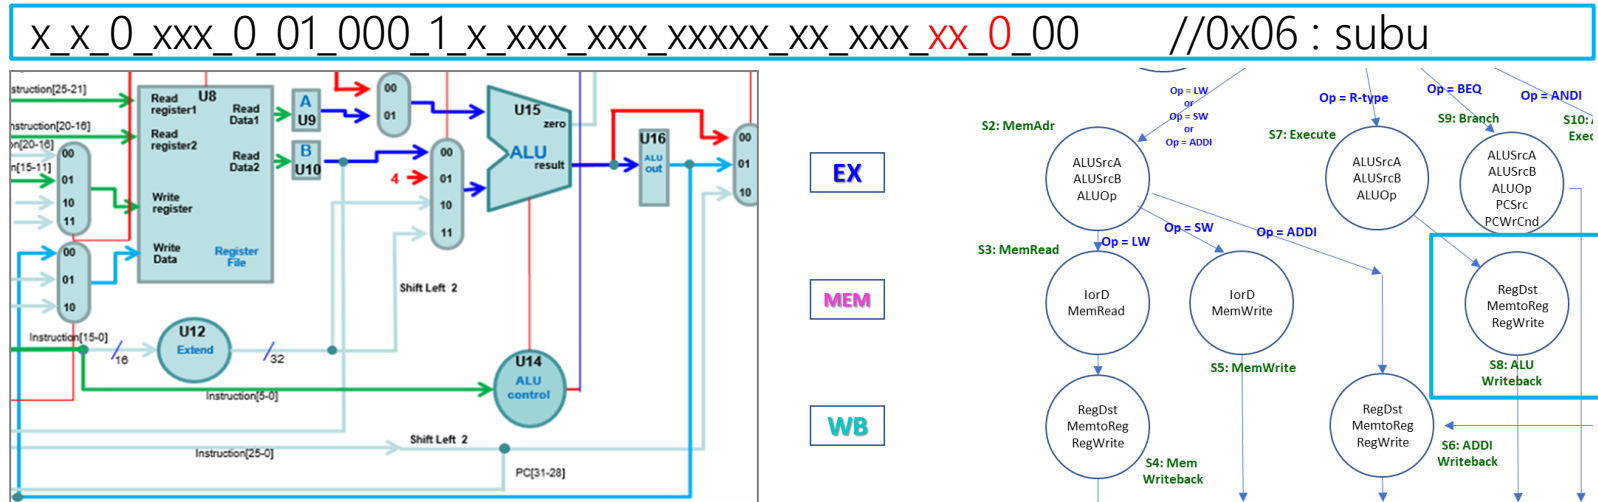 x_x_0_xxx_0_01_000_1_x_xxx_xxx_xxxxx_xx_xxx_xx_0_00 //0x06 : subu
struction[25-21]
nstruction[20-16]
n[20-16]
[15-11]
00
01
10
11
00
01
10
U8
Read
register1
Read
register2
Read
Data1
Read
Data2
Write
register
Write
Data
Register
File
A
U9
B
U10
00
01
4
00
01
10
11
U15
zero
ALU
result
U16
ALU
out
00
01
10
Shift Left 2
Instruction[15-0]
16
U12
Extend
32
U14
ALU
control
Instruction[5-0]
Shift Left 2
Instruction[25-0]
PC[31-28]
EX
MEM
WB
Op = LW
or
Op = SW
or
Op = ADDI
Op = R-type
Op = BEQ
Op = ANDI
S2: MemAdr
S7: Execute
S9: Branch
S10:
Exec
ALUSrcA
ALUSrcB
ALUOp
ALUSrcA
ALUSrcB
ALUOp
ALUSrcA
ALUSrcB
ALUOp
PCSrc
PCWrCnd
S3: MemRead
Op = LW
Op = SW
Op = ADDI
IorD
MemRead
IorD
MemWrite
RegDst
MemtoReg
RegWrite
S5: MemWrite
S8: ALU
Writeback
RegDst
MemtoReg
RegWrite
S4: Mem
Writeback
RegDst
MemtoReg
RegWrite
S6: ADDI
Writeback